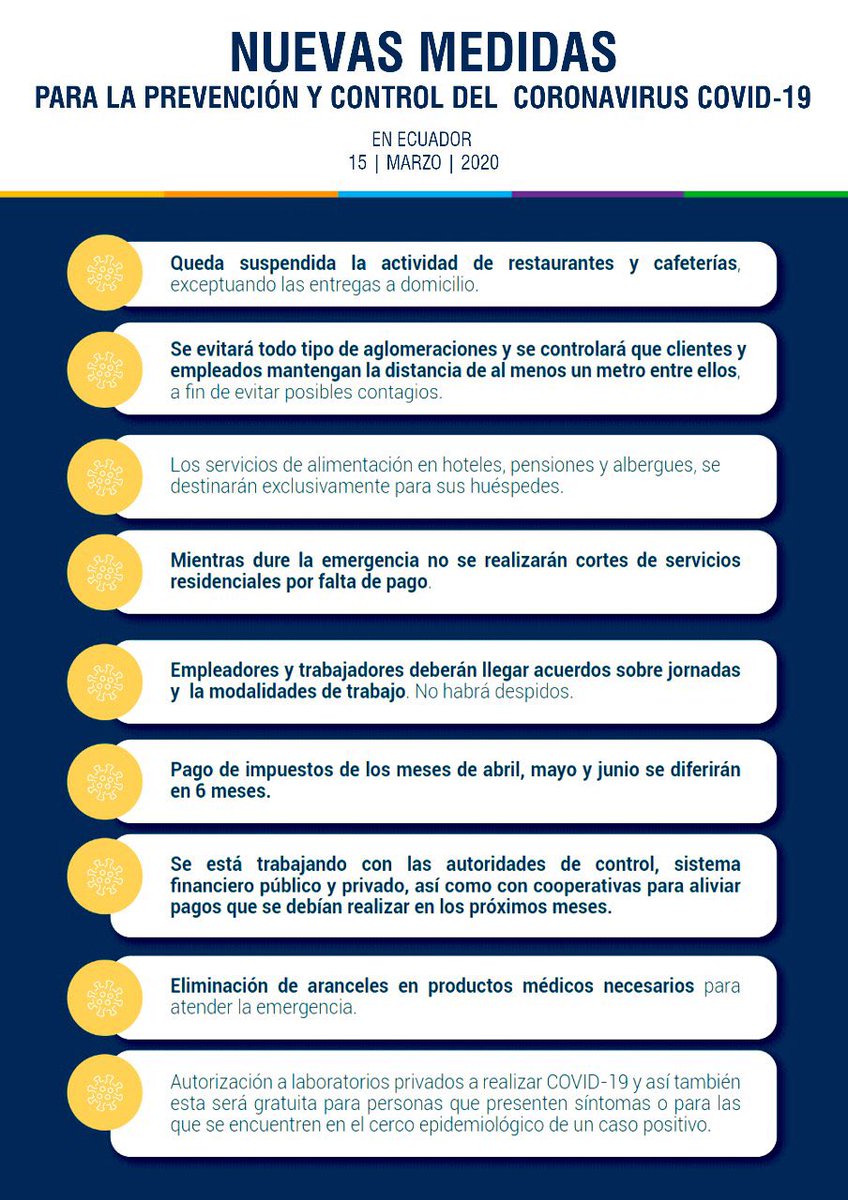 NUEVAS MEDIDAS
PARA LA PREVENCIÓN Y CONTROL DEL CORONAVIRUS COVID-19
EN ECUADOR
15 | MARZO | 2020
Queda suspendida la actividad de restaurantes y cafeterías,
exceptuando las entregas a domicilio.
Se evitará todo tipo de aglomeraciones y se controlará que clientes y
empleados mantengan la distancia de al menos un metro entre ellos,
a fin de evitar posibles contagios.
Los servicios de alimentación en hoteles, pensiones y albergues, se
destinarán exclusivamente para sus huéspedes.
Mientras dure la emergencia no se realizarán cortes de servicios
residenciales por falta de pago.
Empleadores y trabajadores deberán llegar acuerdos sobre jornadas
y la modalidades de trabajo. No habrá despidos.
Pago de impuestos de los meses de abril, mayo y junio se diferirán
en 6 meses.
Se está trabajando con las autoridades de control, sistema
financiero público y privado, así como con cooperativas para aliviar
pagos que se debían realizar en los próximos meses.
Eliminación de aranceles en productos médicos necesarios para
atender la emergencia.
Autorización a laboratorios privados a realizar COVID-19 y así también
esta será gratuita para personas que presenten síntomas o para las
que se encuentren en el cerco epidemiológico de un caso positivo.